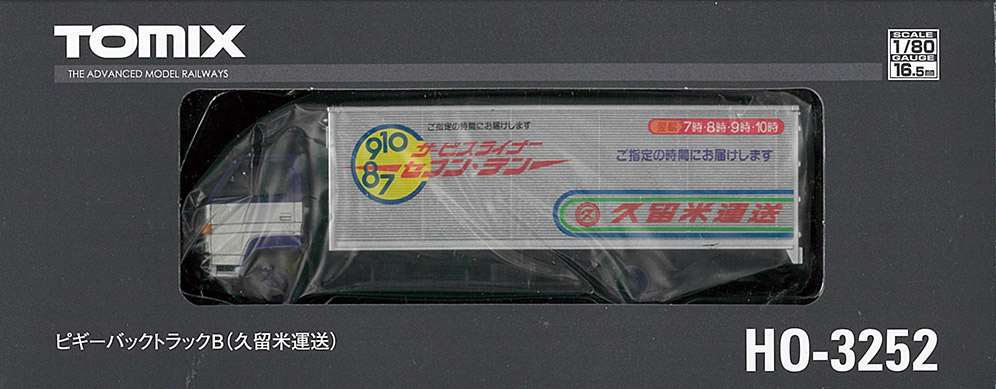 TOMIX
THE ADVANCED MODEL RAILWAYS
SCALE
1/80
GAUGE
16.5mm
ご指定の時間にお届けします
910
87
サービスライナー
セブン・ラン
翌朝 7時・8時・9時・10時
ご指定の時間にお届けします
久 久留米運送
ピギーバックトラックB(久留米運送)
HO-3252